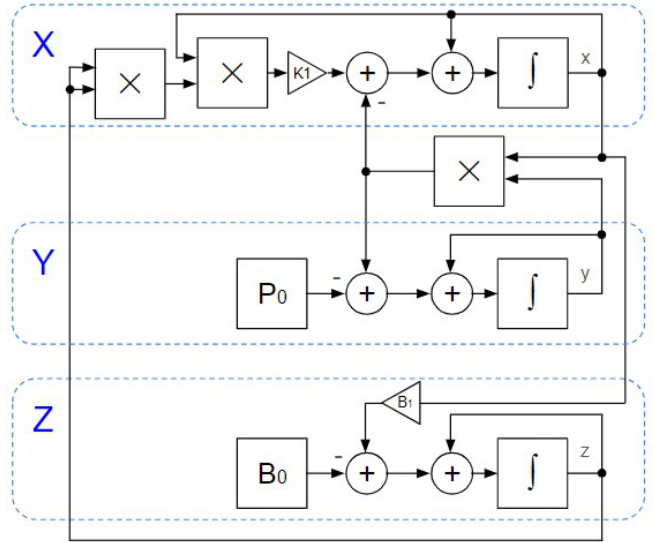 X
×
×
K1
+
-
+
∫
x
×
Y
P0
-
+
+
∫
y
Z
B1
B0
-
+
+
∫
z